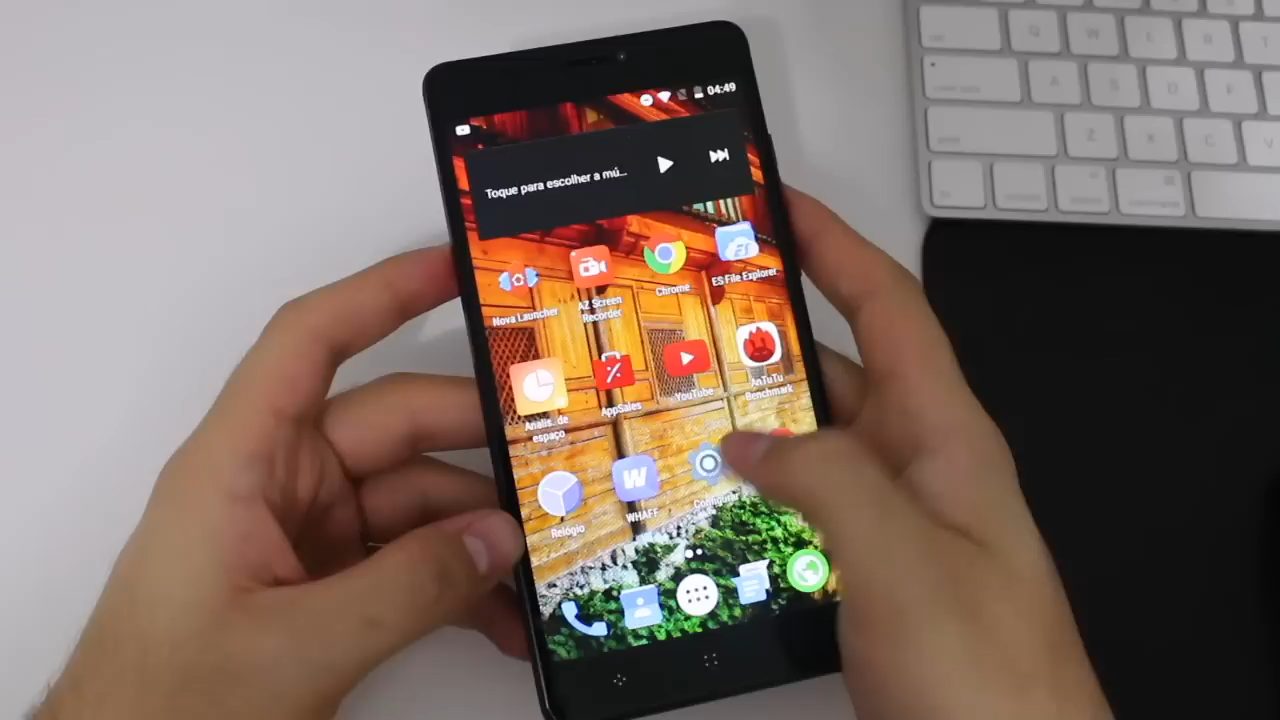 04:49
Toque para escolher a mú...
Nova Launcher
AZ Screen
Recorder
Chrome
ES
ES File Explorer
Analis. de
espaço
AppSales
YouTube
AnTuTu
Benchmark
Relógio
W
WHAFF
Configurar
Q W E R T
A S D F
Z X C V